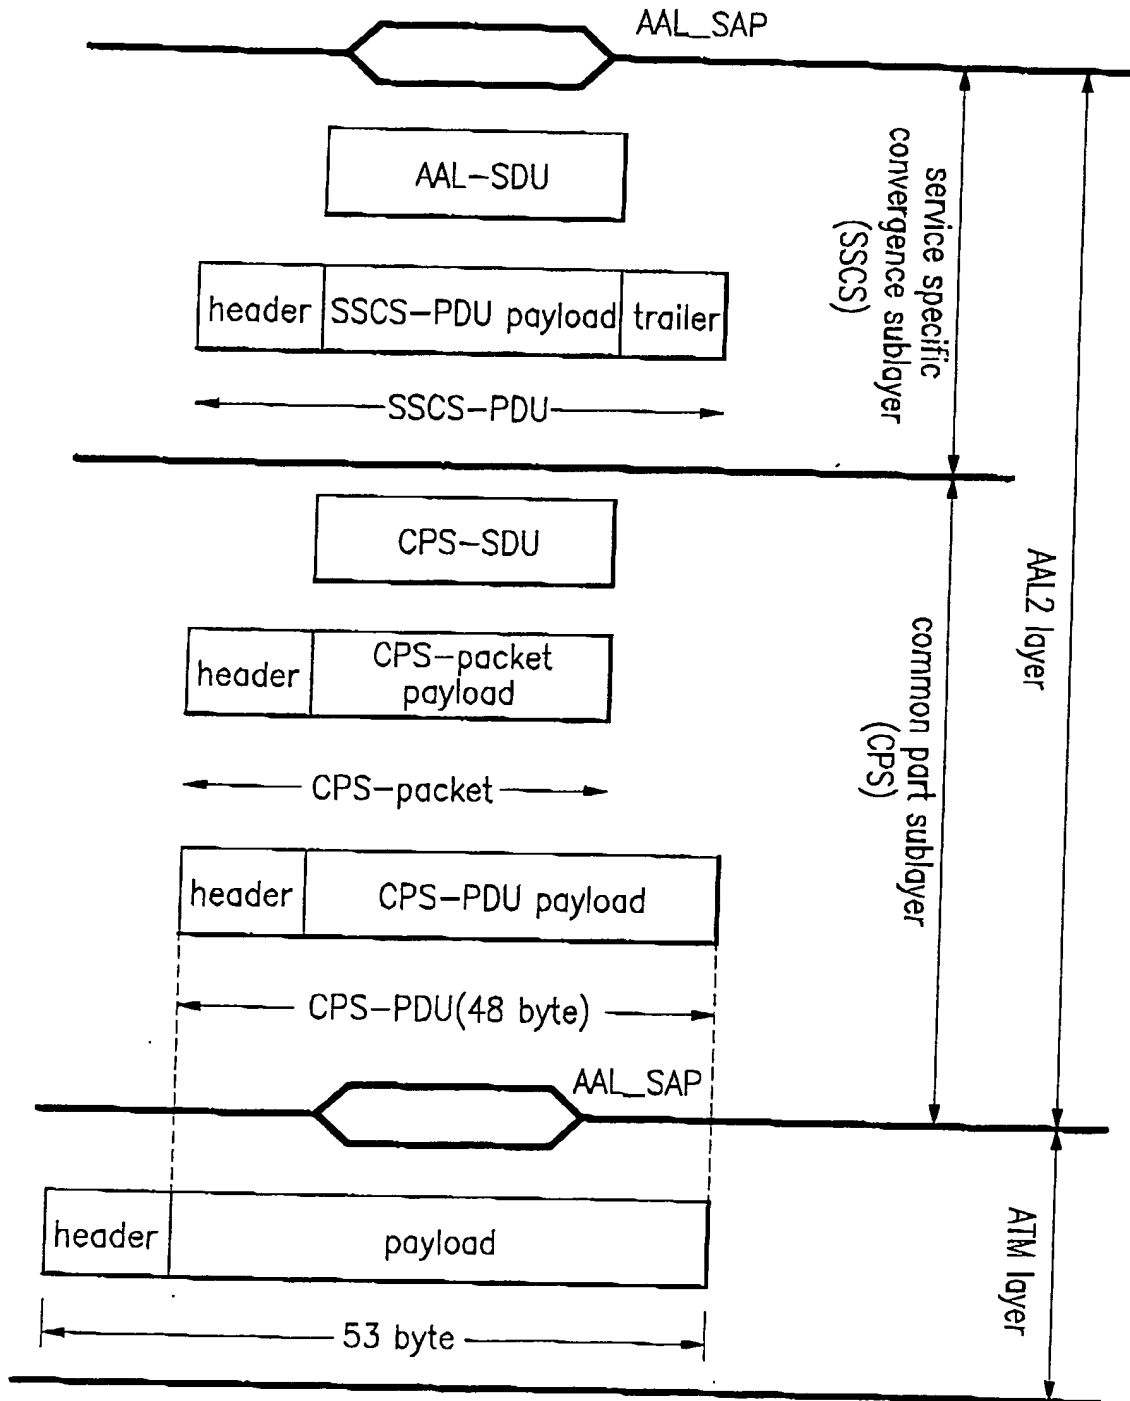 AAL_SAP
AAL-SDU
header SSCS-PDU payload trailer
SSCS-PDU
service specific
convergence sublayer
(SSCS)
CPS-SDU
header CPS-packet
payload
CPS-packet
header CPS-PDU payload
CPS-PDU(48 byte)
common part sublayer
(CPS)
AAL2 layer
AAL_SAP
header payload
53 byte
ATM layer